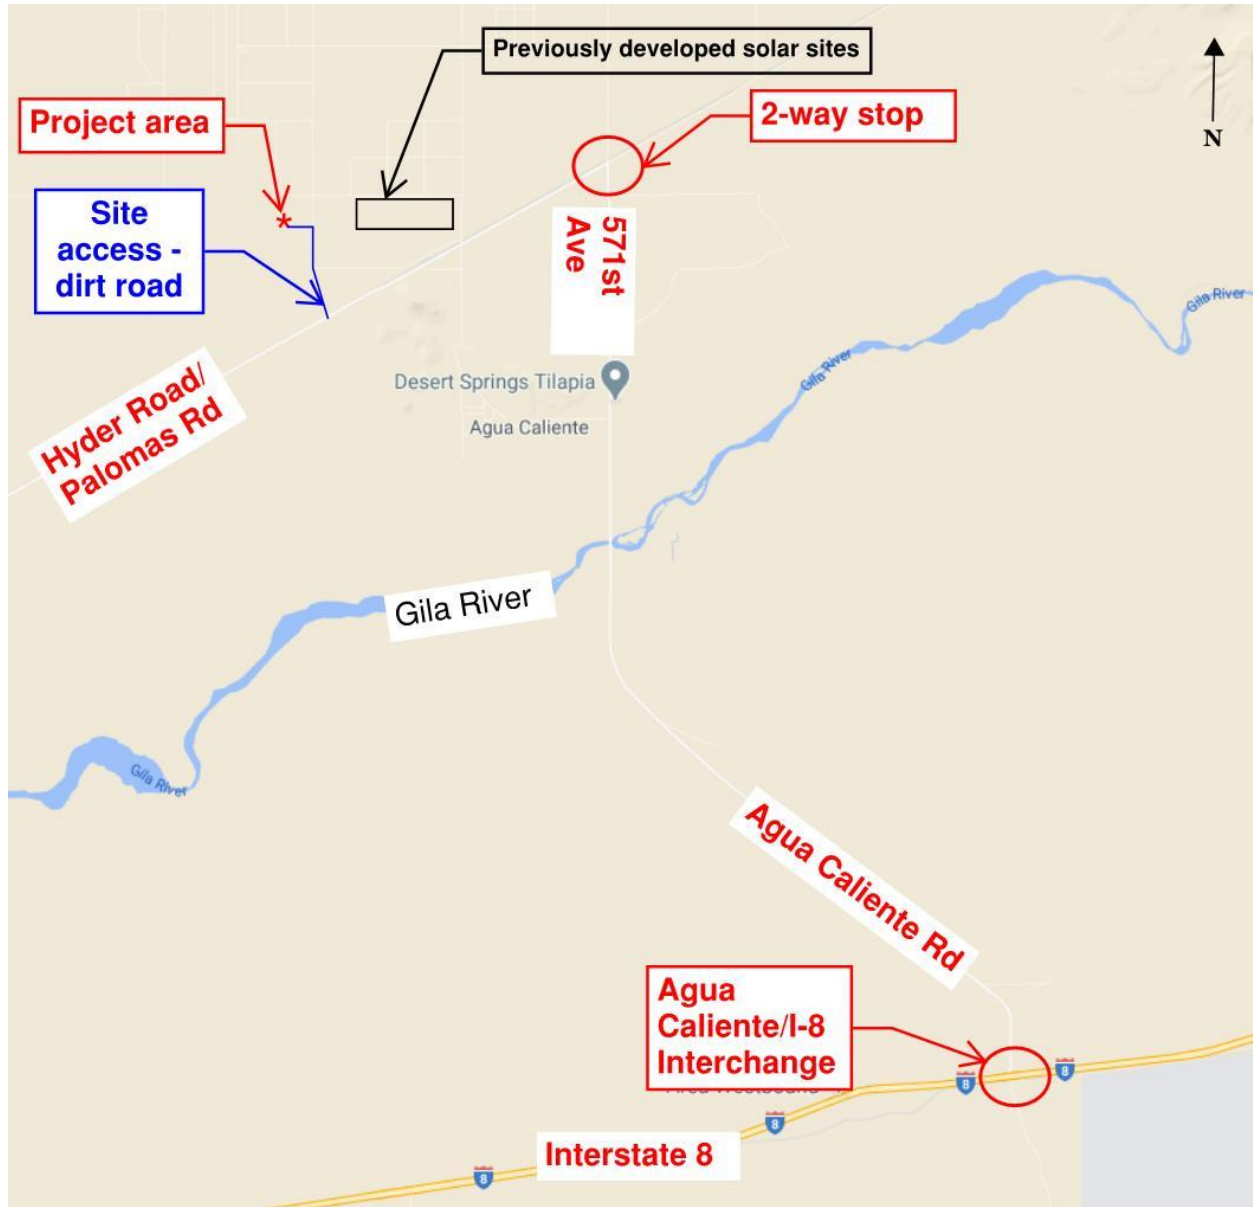 Previously developed solar sites
N
Project area
2-way stop
Site
access -
dirt road
571st
Ave
Gila River
Gila River
Hyder Road/
Palomas Rd
Desert Springs Tilapia
Agua Caliente
Gila River
Gila River
Agua Caliente Rd
Agua
Caliente/I-8
Interchange
8
8
8
Interstate 8
8